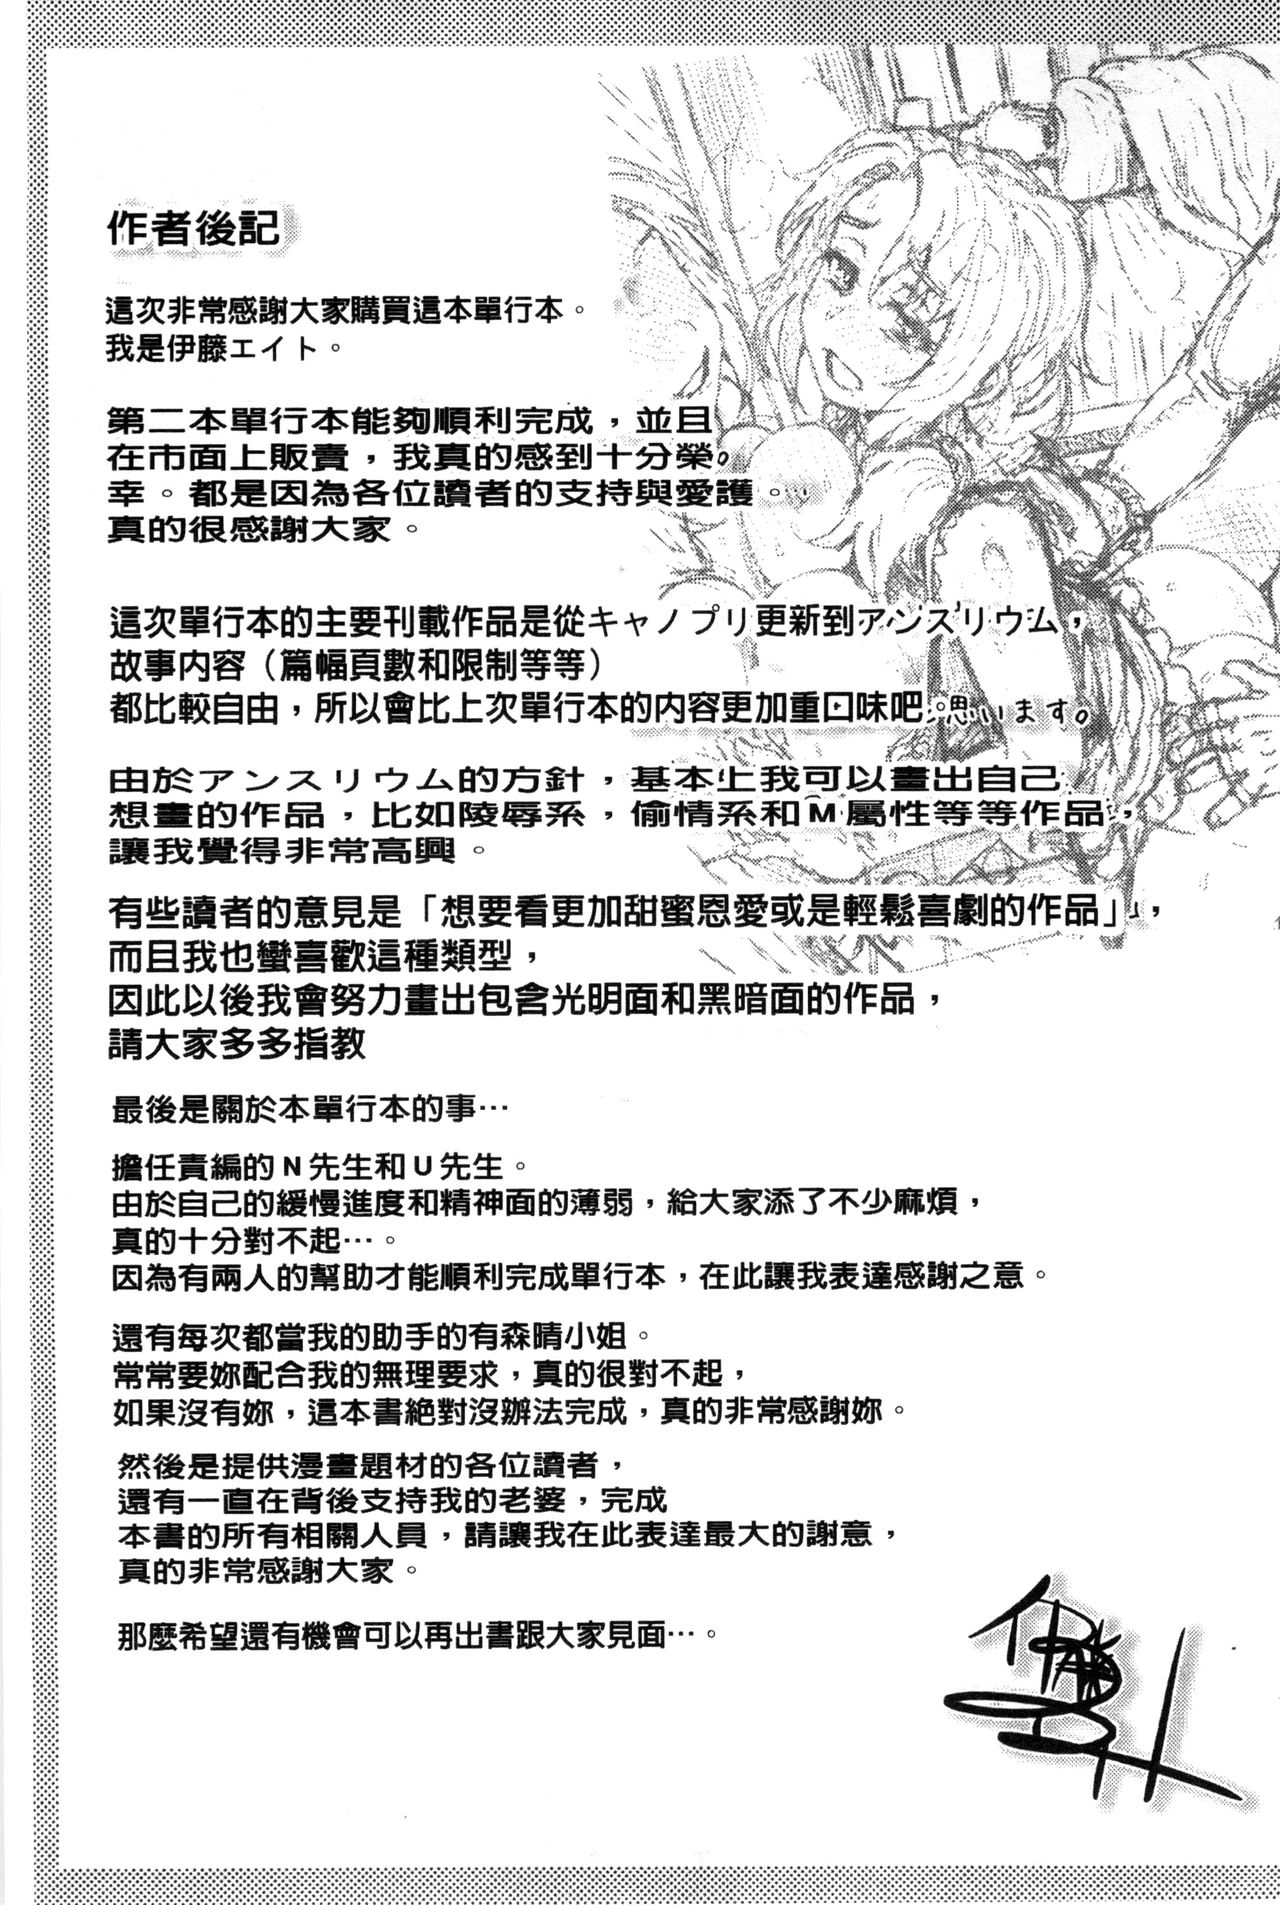 作者後記
這次非常感謝大家購買這本單行本。
我是伊藤エイト。
第二本單行本能夠順利完成，並且
在市面上販賣，我真的感到十分榮
幸。都是因為各位讀者的支持與愛護。
真的很感謝大家。
這次單行本的主要刊載作品是從キャノプリ更新到アンスリウム，
故事內容（篇幅頁數和限制等等）
都比較自由，所以會比上次單行本的內容更加重口味吧。思います。
由於アンスリウム的方針，基本上我可以畫出自己
想畫的作品，比如陵辱系，偷情系和M屬性等等作品，
讓我覺得非常高興。
有些讀者的意見是「想要看更加甜蜜恩愛或是輕鬆喜劇的作品」，
而且我也蠻喜歡這種類型，
因此以後我會努力畫出包含光明面和黑暗面的作品，
請大家多多指教
最後是關於本單行本的事…
擔任責編的N先生和U先生。
由於自己的緩慢進度和精神面的薄弱，給大家添了不少麻煩，
真的十分對不起…。
因為有兩人的幫助才能順利完成單行本，在此讓我表達感謝之意。
還有每次都當我的助手的有森晴小姐。
常常要妳配合我的無理要求，真的很對不起，
如果沒有妳，這本書絕對沒辦法完成，真的非常感謝妳。
然後是提供漫畫題材的各位讀者，
還有一直在背後支持我的老婆，完成
本書的所有相關人員，請讓我在此表達最大的謝意，
真的非常感謝大家。
那麼希望還有機會可以再出書跟大家見面…。